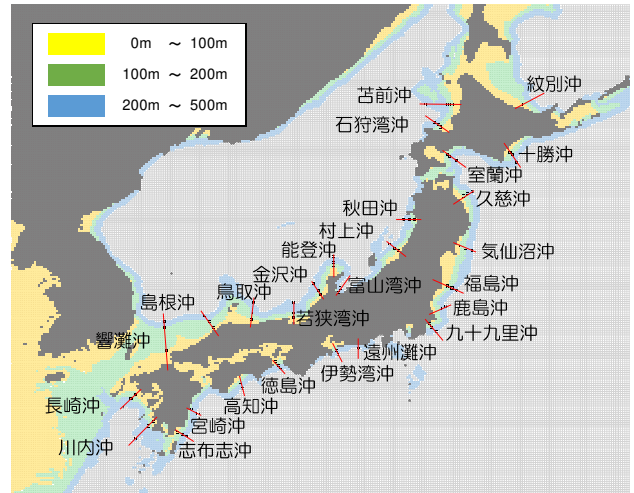 0m ～ 100m
100m ～ 200m
200m ～ 500m
苫前沖
紋別沖
石狩湾沖
十勝沖
室蘭沖
久慈沖
秋田沖
村上沖
能登沖
気仙沼沖
金沢沖
富山湾沖
福島沖
鳥取沖
島根沖
鹿島沖
若狭湾沖
九十九里沖
響灘沖
遠州灘沖
伊勢湾沖
徳島沖
長崎沖
高知沖
宮崎沖
川内沖
志布志沖